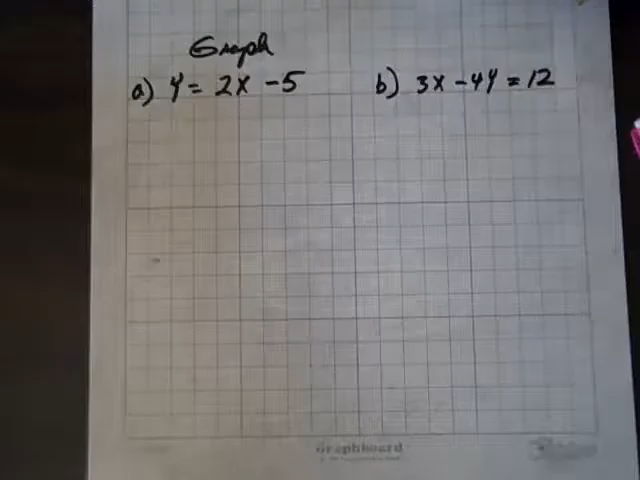 Graph
a) y = 2x - 5 b) 3x - 4y = 12
Graphboard